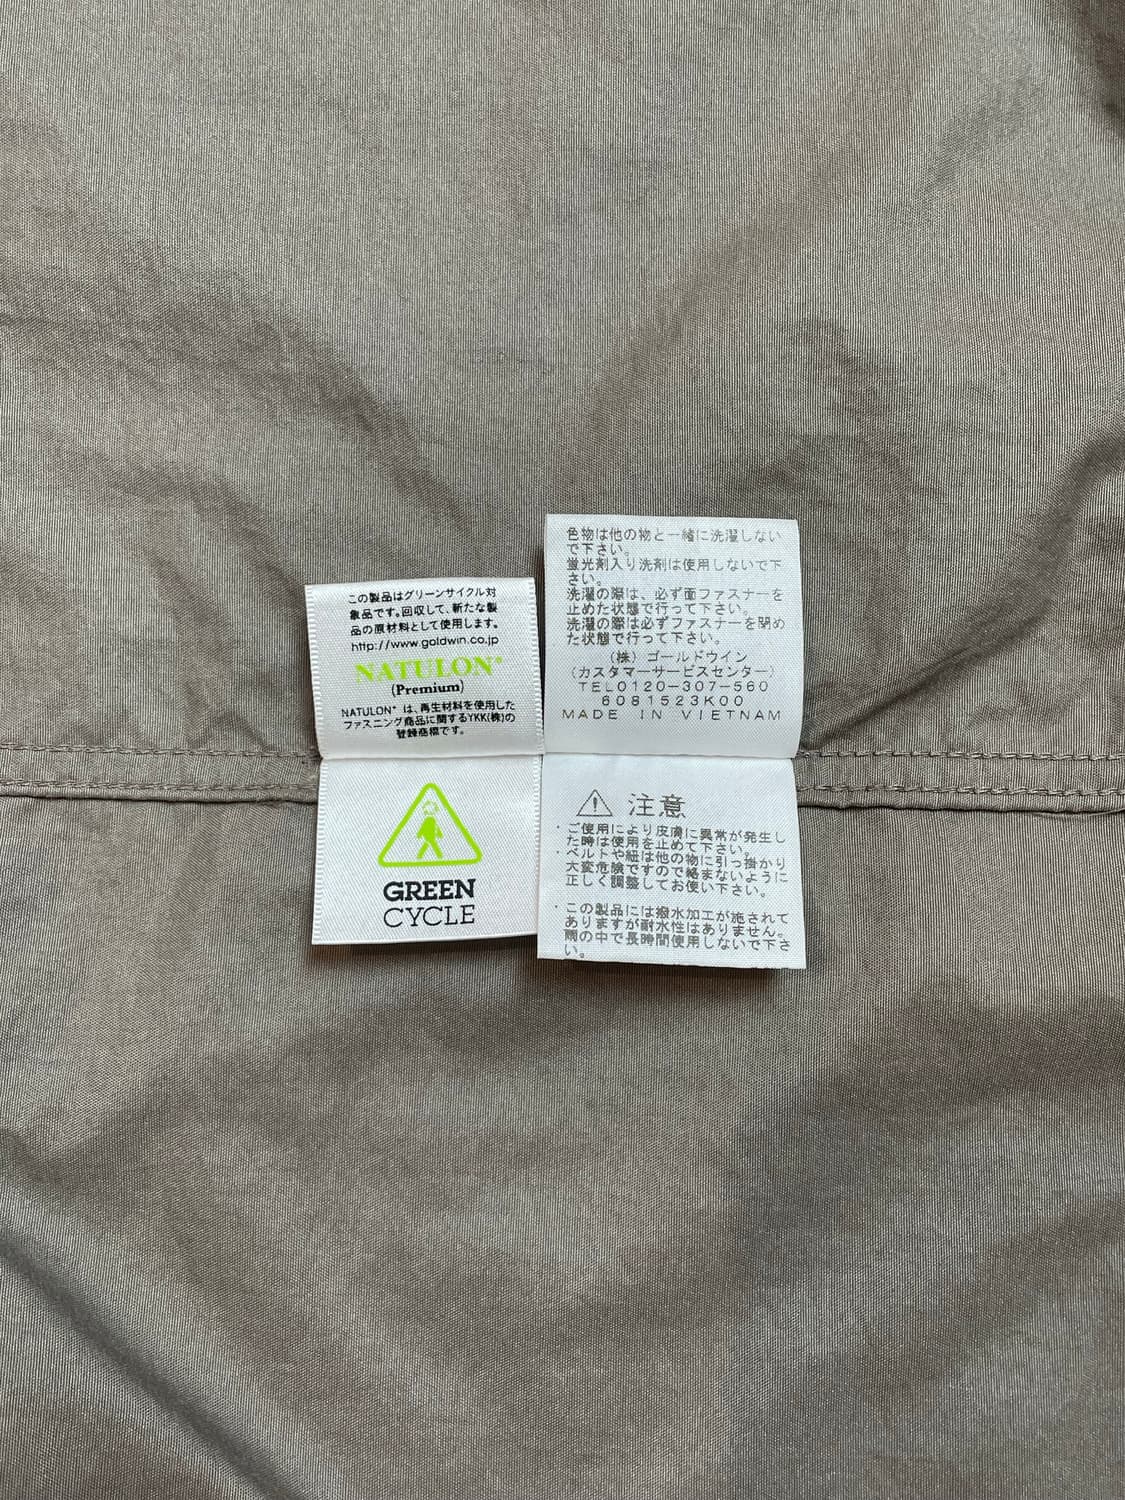 この製品はグリーンサイクル対
象品です。回収して、新たな製
品の原材料として使用します。
http://www.goldwin.co.jp
NATULON®
(Premium)
NATULON® は、再生材料を使用した
ファスニング商品に関するYKK(株)の
登録商標です。
GREEN
CYCLE
色物は他の物と一緒に洗濯しない
で下さい。
蛍光剤入り洗剤は使用しないで下
さい。
洗濯の際は、必ず面ファスナーを
止めた状態で行って下さい。
洗濯の際は必ずファスナーを閉め
た状態で行って下さい。
(株)ゴールドウイン
(カスタマーサービスセンター)
TEL0120-307-560
6081523K00
MADE IN VIETNAM
注意
・ご使用により皮膚に異常が発生し
た時は使用を止めて下さい。
・ベルトや紐は他の物に引っ掛かり
大変危険ですので絡まないように
正しく調整してお使い下さい。
・この製品には撥水加工が施されて
ありますが耐水性はありません。
雨の中で長時間使用しないで下さ
い。